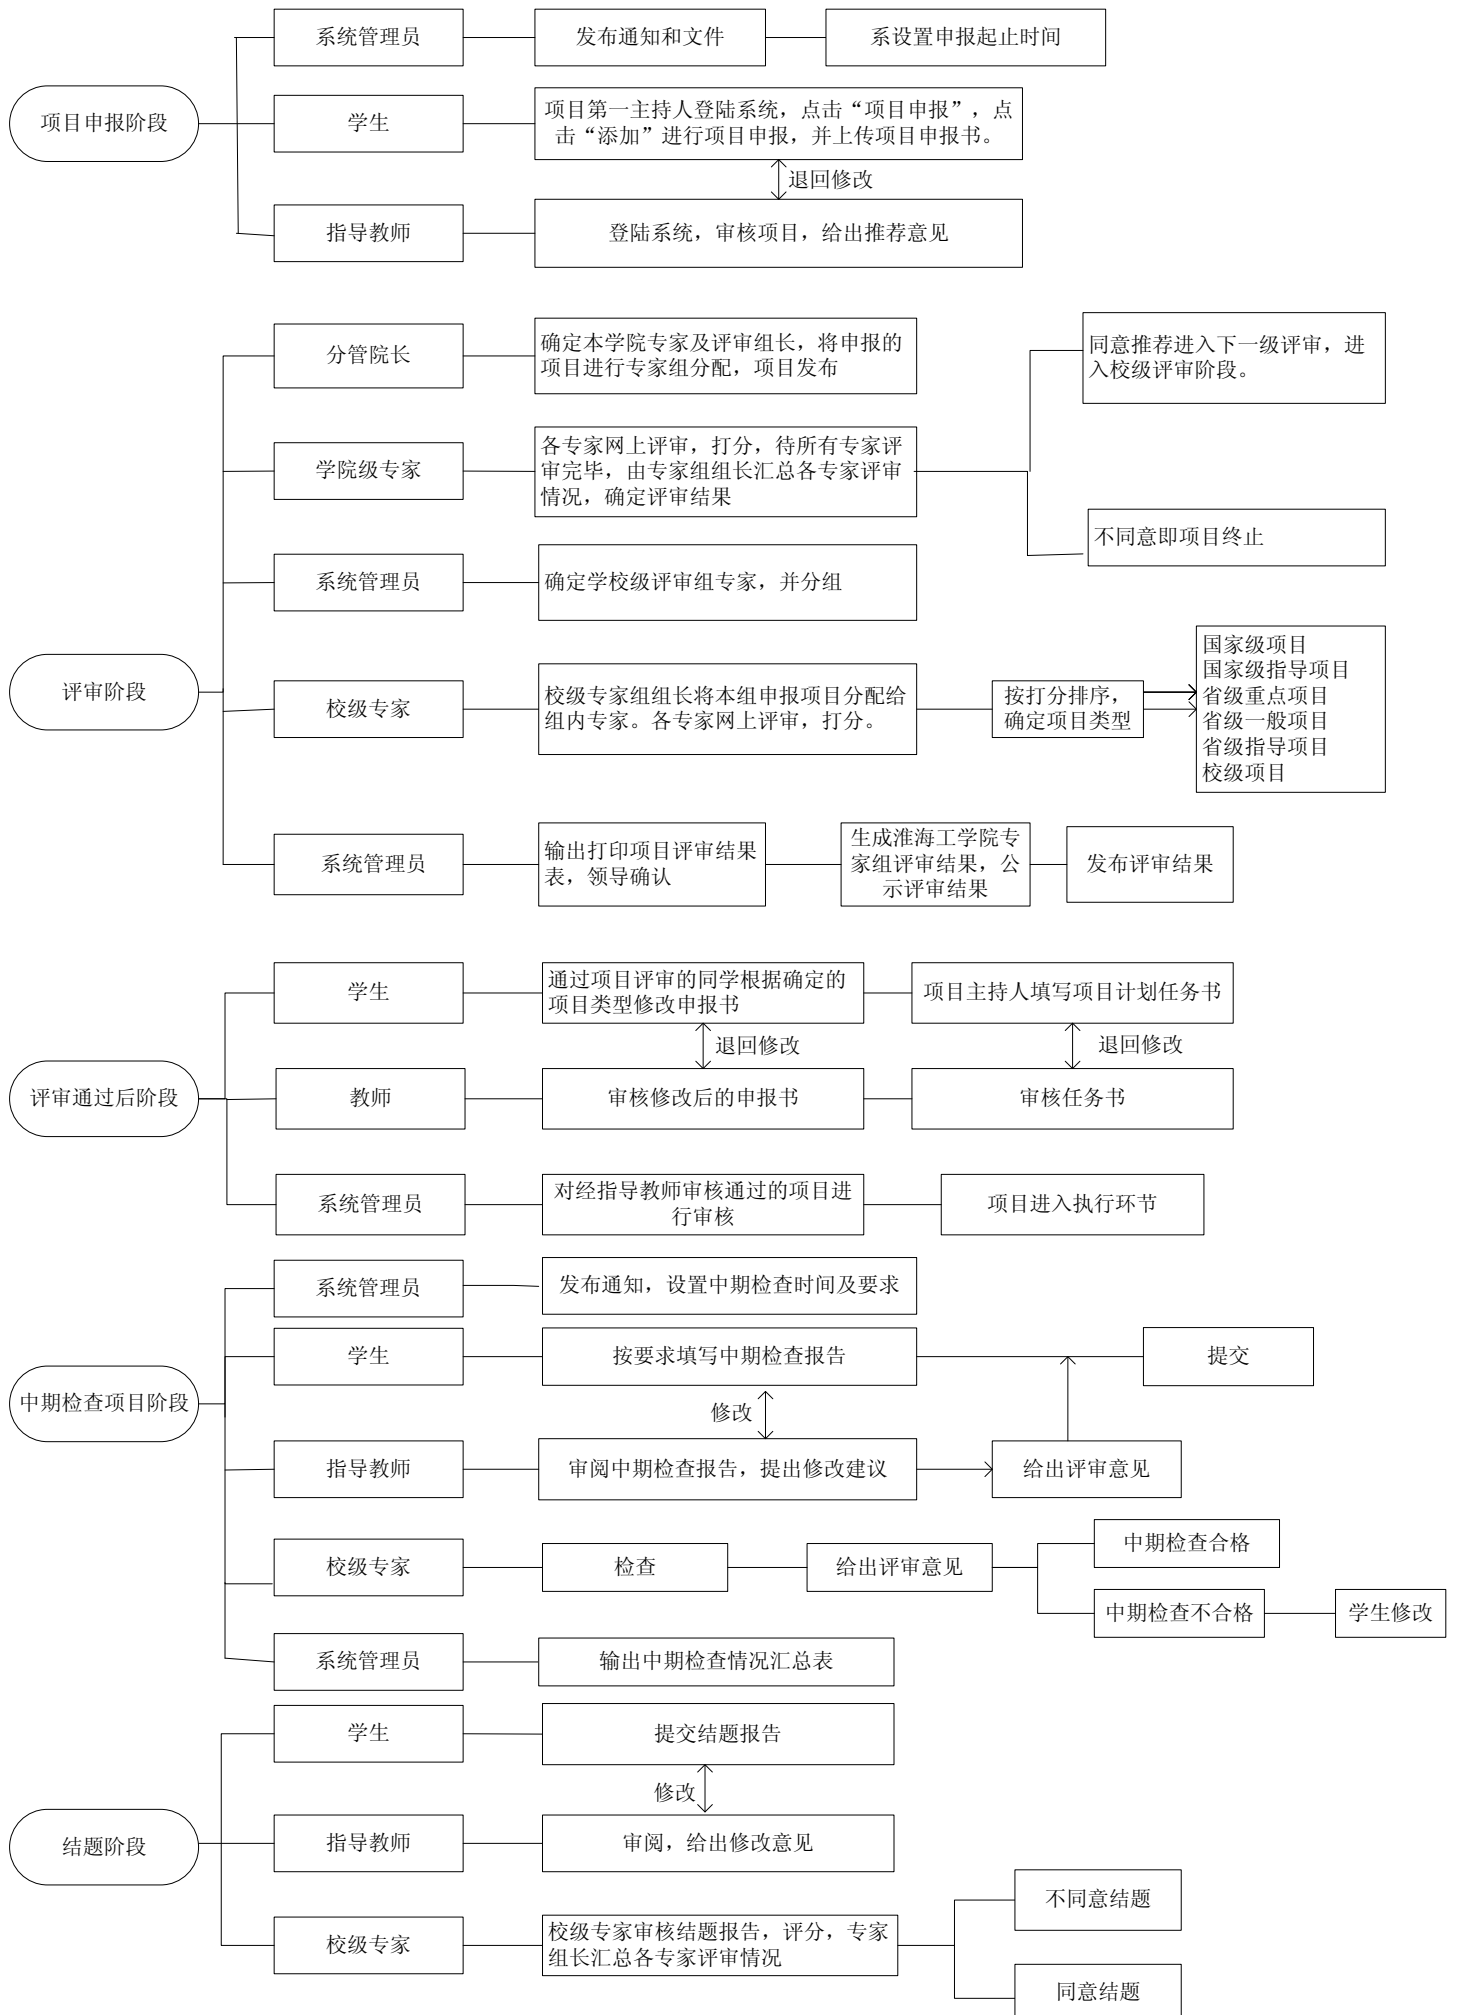 系统管理员
发布通知和文件
系设置申报起止时间
项目申报阶段
学生
项目第一主持人登陆系统，点击“项目申报”，点
击“添加”进行项目申报，并上传项目申报书。
退回修改
指导教师
登陆系统，审核项目，给出推荐意见
分管院长
确定本学院专家及评审组长，将申报的
项目进行专家组分配，项目发布
同意推荐进入下一级评审，进
入校级评审阶段。
学院级专家
各专家网上评审，打分，待所有专家评
审完毕，由专家组组长汇总各专家评审
情况，确定评审结果
不同意即项目终止
系统管理员
确定学校级评审组专家，并分组
评审阶段
校级专家
校级专家组组长将本组申报项目分配给
组内专家。各专家网上评审，打分。
按打分排序，
确定项目类型
国家级项目
国家级指导项目
省级重点项目
省级一般项目
省级指导项目
校级项目
系统管理员
输出打印项目评审结果
表，领导确认
生成淮海工学院专
家组评审结果，公
示评审结果
发布评审结果
学生
通过项目评审的同学根据确定的
项目类型修改申报书
项目主持人填写项目计划任务书
退回修改
退回修改
评审通过后阶段
教师
审核修改后的申报书
审核任务书
系统管理员
对经指导教师审核通过的项目进
行审核
项目进入执行环节
系统管理员
发布通知，设置中期检查时间及要求
学生
按要求填写中期检查报告
提交
中期检查项目阶段
修改
指导教师
审阅中期检查报告，提出修改建议
给出评审意见
校级专家
检查
给出评审意见
中期检查合格
中期检查不合格
学生修改
系统管理员
输出中期检查情况汇总表
学生
提交结题报告
修改
结题阶段
指导教师
审阅，给出修改意见
不同意结题
校级专家
校级专家审核结题报告，评分，专家
组长汇总各专家评审情况
同意结题